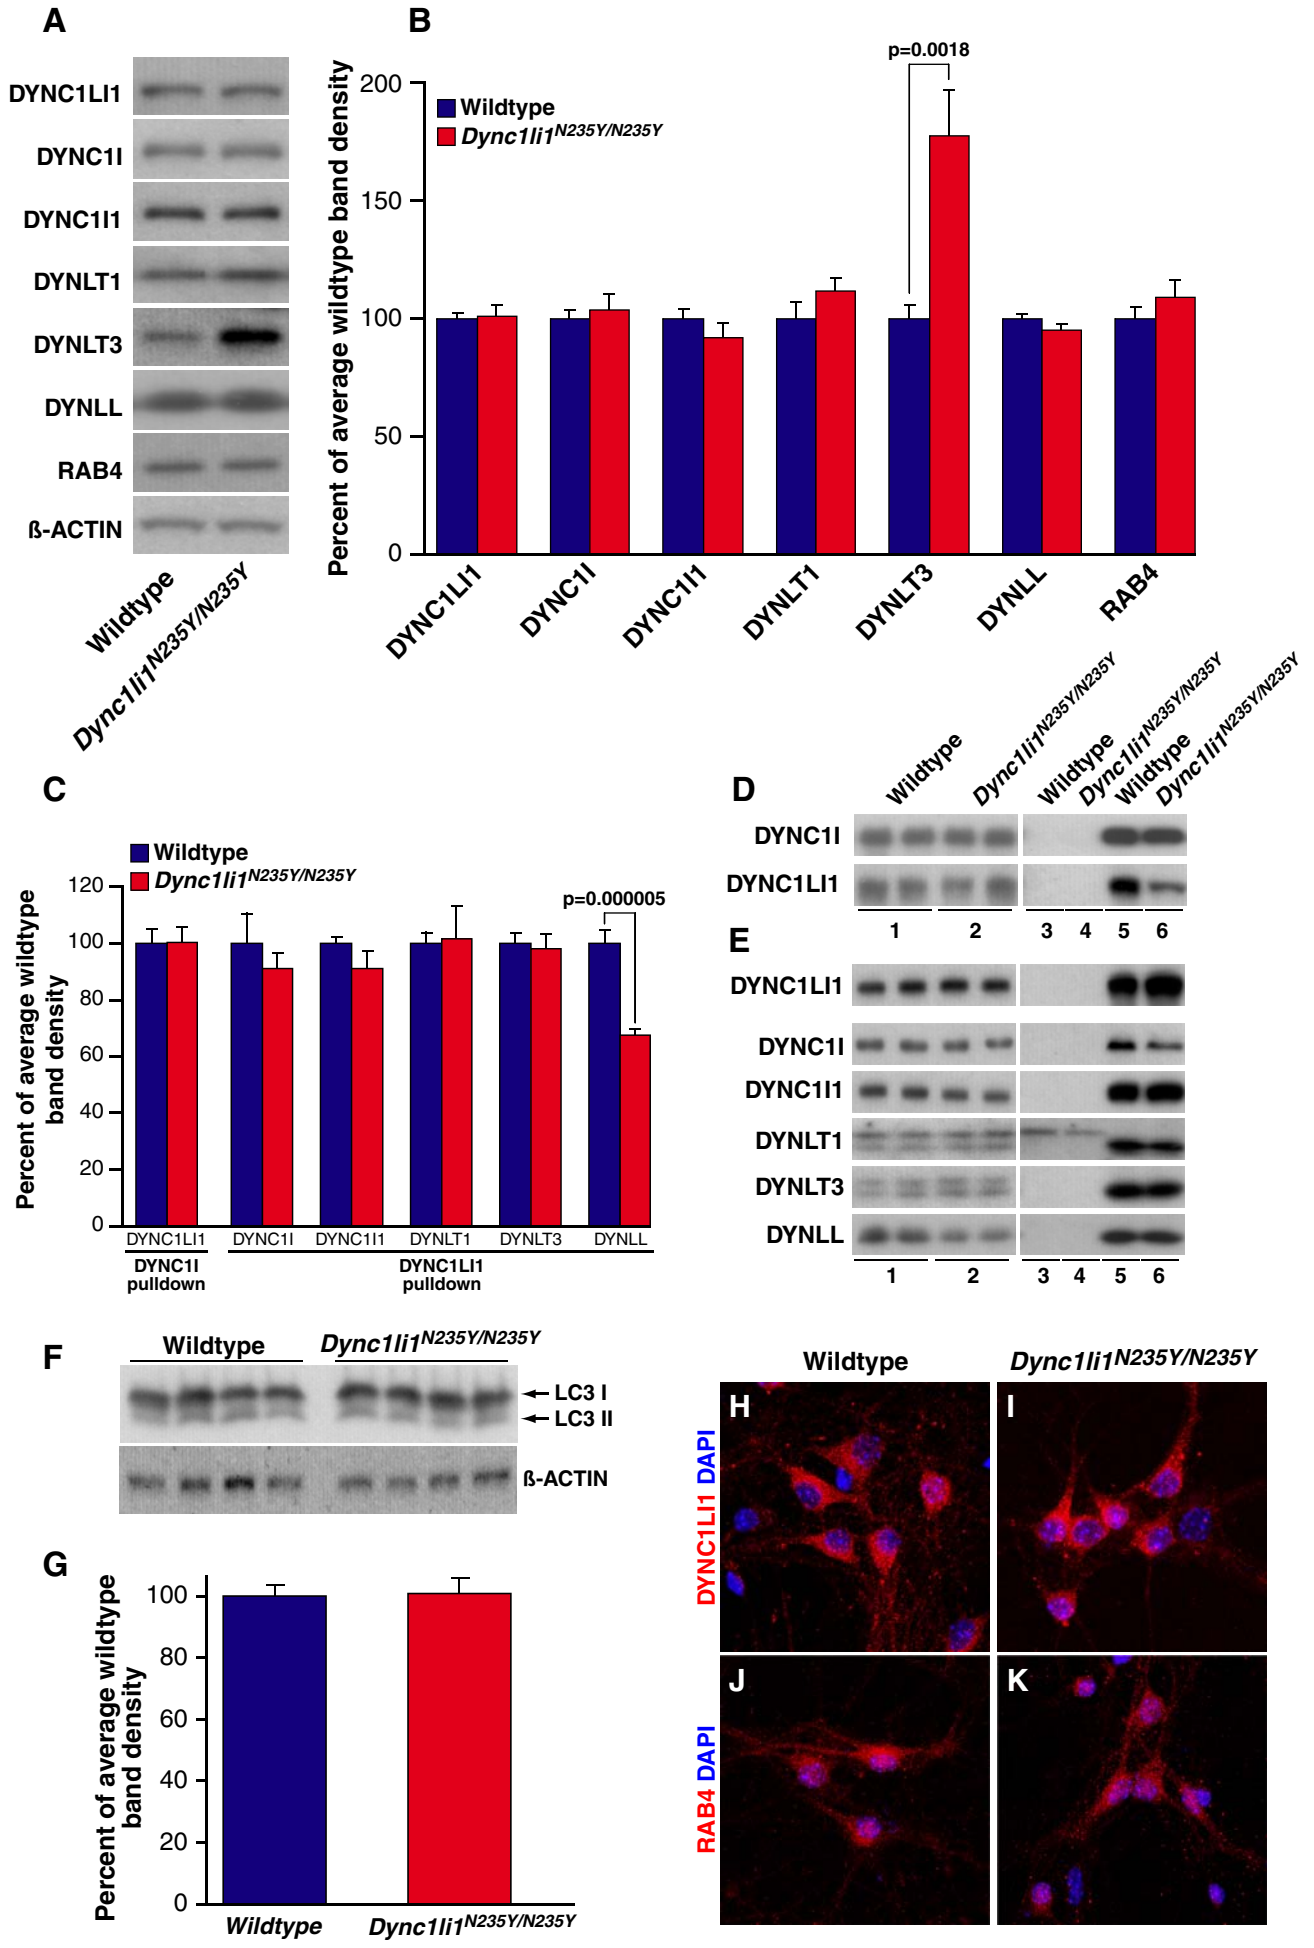 A
DYNC1LI1
DYNC1I
DYNC1I1
DYNLT1
DYNLT3
DYNLL
RAB4
ß-ACTIN
Wildtype
Dync1li1N235Y/N235Y
B
p=0.0018
Wildtype
Dync1li1N235Y/N235Y
Percent of average wildtype band density
200
150
100
50
0
DYNC1LI1
DYNC1I
DYNC1I1
DYNLT1
DYNLT3
DYNLL
RAB4
C
Wildtype
Dync1li1N235Y/N235Y
p=0.000005
Percent of average wildtype
band density
120
100
80
60
40
20
0
DYNC1LI1 DYNC1I DYNC1I1 DYNLT1 DYNLT3 DYNLL
DYNC1I
pulldown
DYNC1LI1
pulldown
D
Wildtype
Dync1li1N235Y/N235Y
Wildtype
Dync1li1N235Y/N235Y
Wildtype
Dync1li1N235Y/N235Y
DYNC1I
DYNC1LI1
1 2 3 4 5 6
E
DYNC1LI1
DYNC1I
DYNC1I1
DYNLT1
DYNLT3
DYNLL
1 2 3 4 5 6
F
Wildtype
Dync1li1N235Y/N235Y
LC3 I
LC3 II
ß-ACTIN
G
Percent of average wildtype
band density
100
80
60
40
20
0
Wildtype
Dync1li1N235Y/N235Y
Wildtype
Dync1li1N235Y/N235Y
DYNC1LI1 DAPI
H
I
RAB4 DAPI
J
K